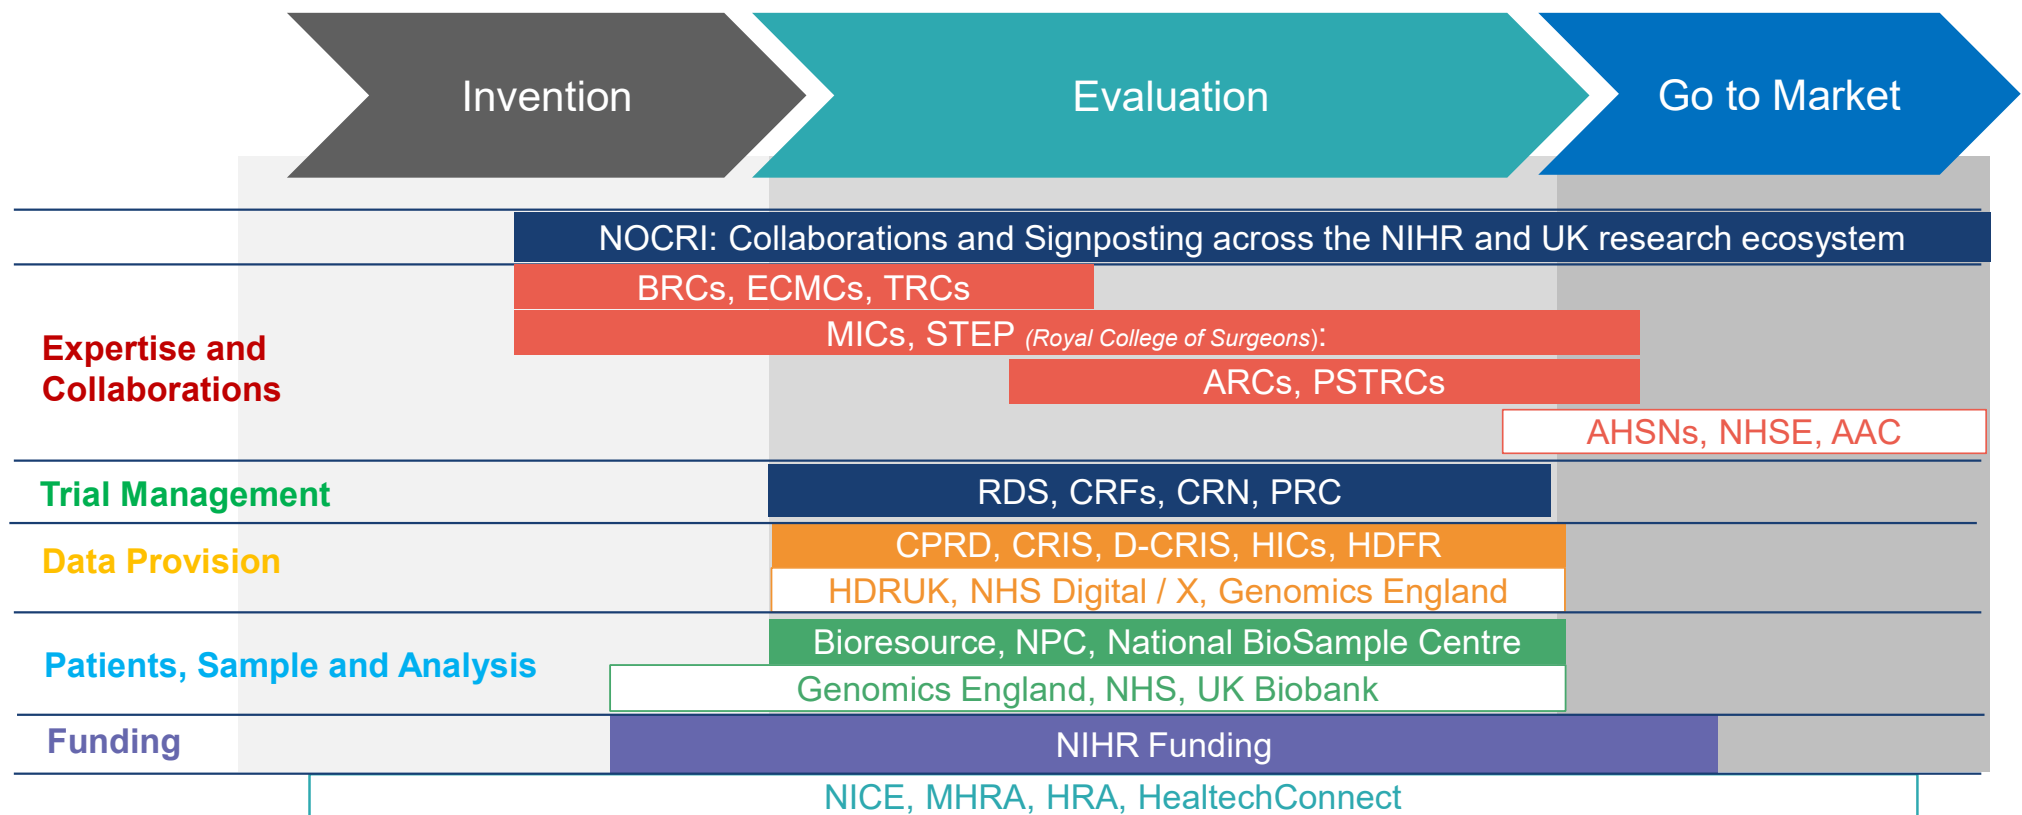 Invention
Evaluation
Go to Market
NOCRI: Collaborations and Signposting across the NIHR and UK research ecosystem
Expertise and
Collaborations
BRCs, ECMCs, TRCs
MICs, STEP (Royal College of Surgeons):
ARCs, PSTRCs
AHSNs, NHSE, AAC
Trial Management
RDS, CRFs, CRN, PRC
Data Provision
CPRD, CRIS, D-CRIS, HICs, HDFR
HDRUK, NHS Digital / X, Genomics England
Patients, Sample and Analysis
Bioresource, NPC, National BioSample Centre
Genomics England, NHS, UK Biobank
Funding
NIHR Funding
NICE, MHRA, HRA, HealtechConnect